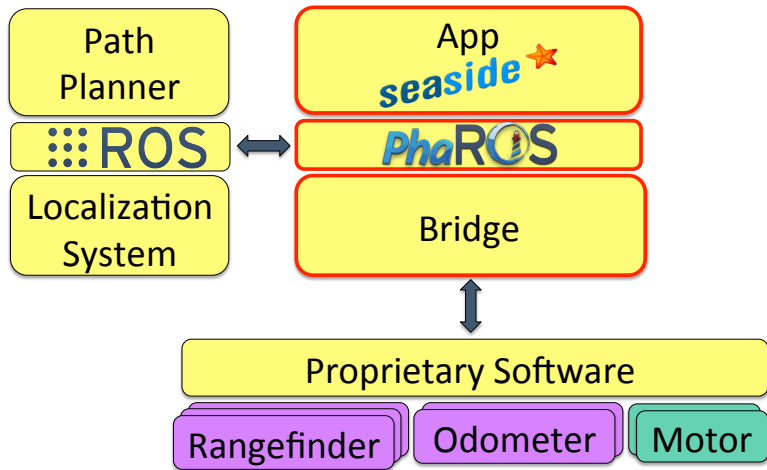 Path
Planner
ROS
Localization
System
App
seaside
PhaROS
Bridge
Proprietary Software
Rangefinder
Odometer
Motor